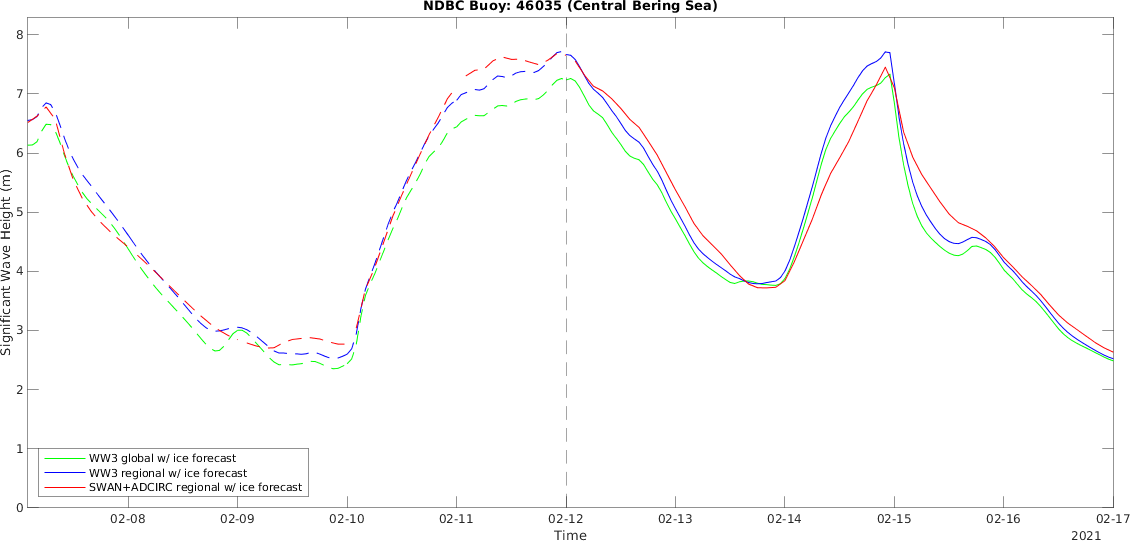 NDBC Buoy: 46035 (Central Bering Sea)
8
7
6
5
4
3
2
1
0
Significant Wave Height (m)
WW3 global w/ ice forecast
WW3 regional w/ ice forecast
SWAN+ADCIRC regional w/ ice forecast
02-08 02-09 02-10 02-11 02-12 02-13 02-14 02-15 02-16 02-17
Time
2021